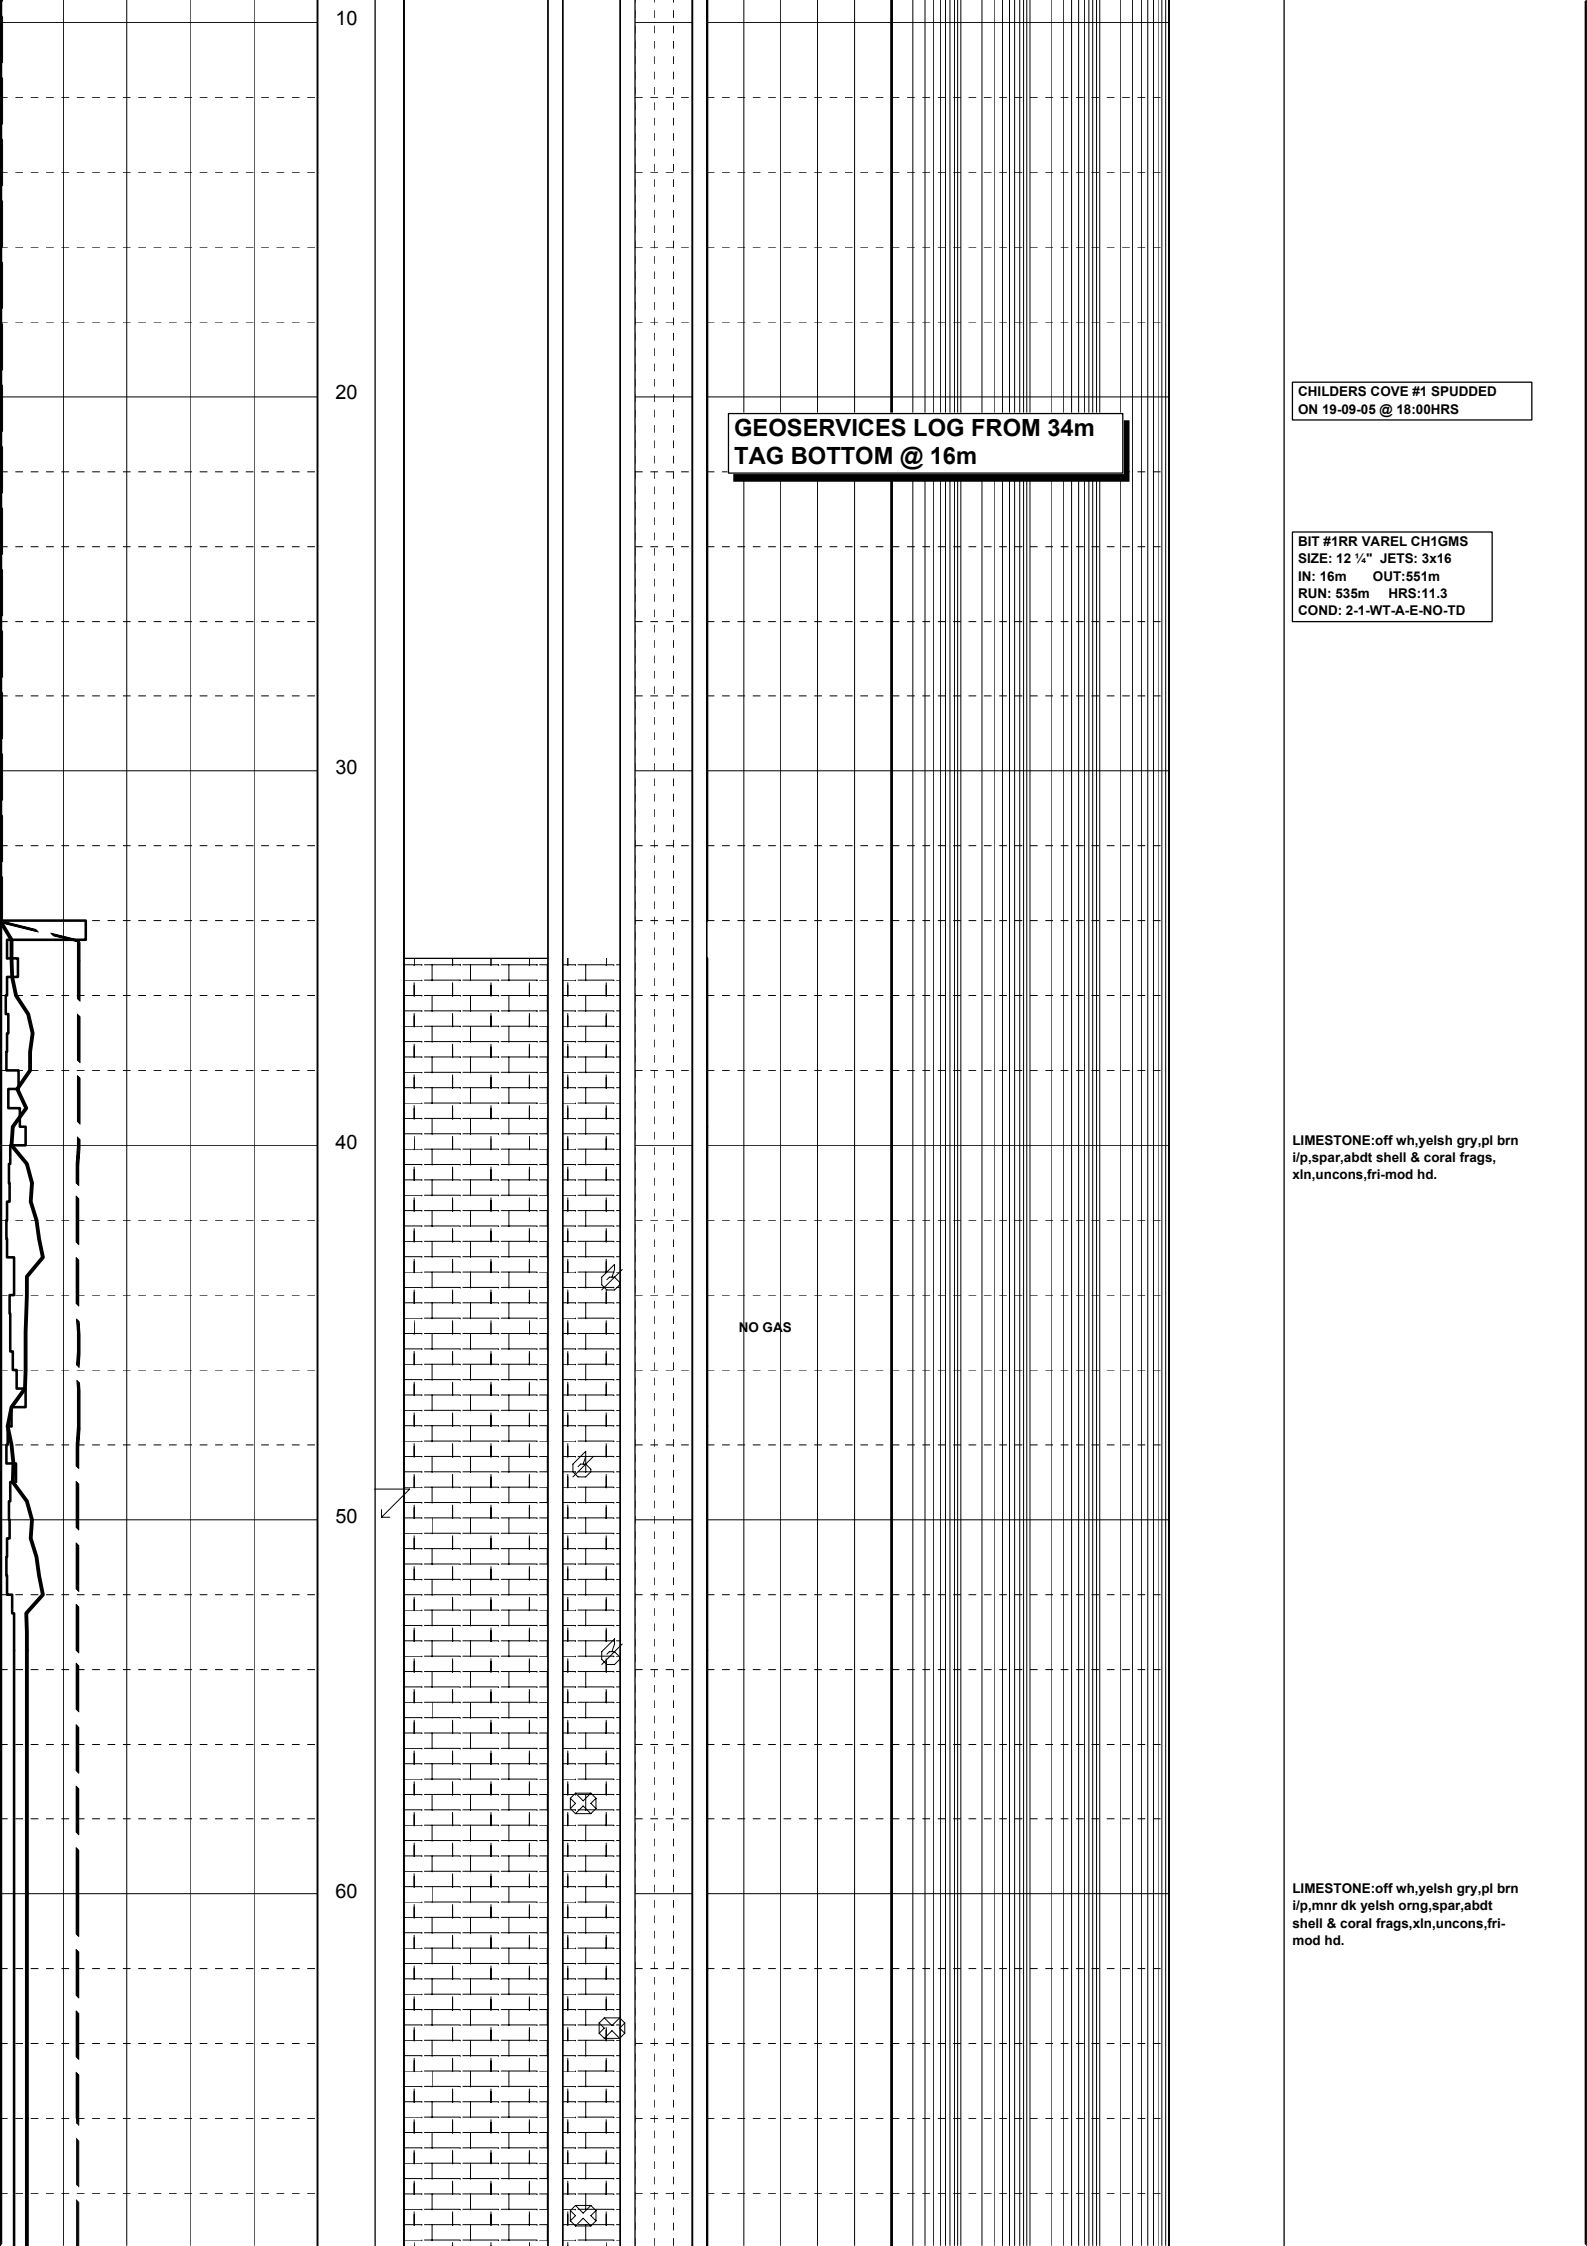 10
20
CHILDERS COVE #1 SPUDDED
ON 19-09-05 @ 18:00HRS
GEOSERVICES LOG FROM 34m
TAG BOTTOM @ 16m
BIT #1RR VAREL CH1GMS
SIZE: 12 ¼" JETS: 3x16
IN: 16m OUT:551m
RUN: 535m HRS:11.3
COND: 2-1-WT-A-E-NO-TD
30
40
LIMESTONE:off wh,yelsh gry,pl brn
i/p,spar,abdt shell & coral frags,
xln,uncons,fri-mod hd.
NO GAS
50
60
LIMESTONE:off wh,yelsh gry,pl brn
i/p,mnr dk yelsh orng,spar,abdt
shell & coral frags,xln,uncons,fri-
mod hd.